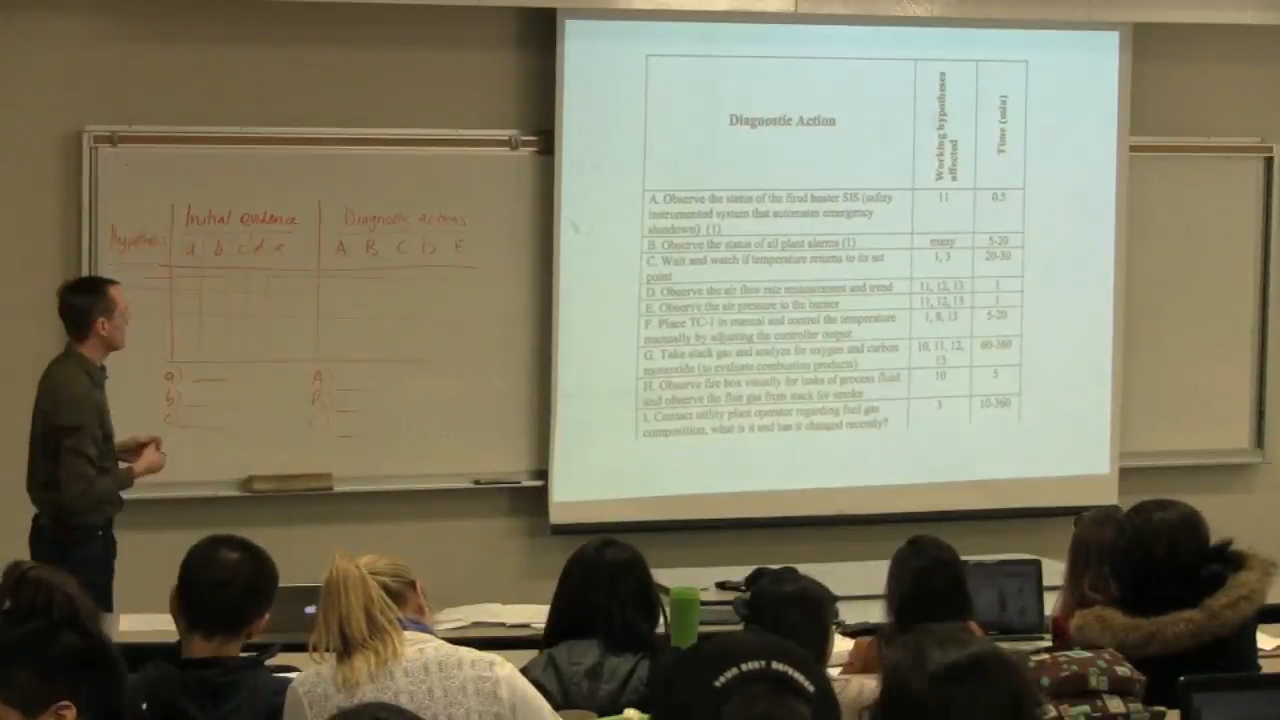 Initial evidence
Diagnostic actions
Hypothesis
a b c d e
A B C D E
a)
b)
c)
A)
B)
C)
Diagnostic Action
Working hypotheses
affected
Time (min)
A. Observe the status of the fired heater SIS (safety
instrumented system that automates emergency
shutdown) (1)
11
0.5
B. Observe the status of all plant alarms (1)
many
5-20
C. Wait and watch if temperature returns to its set
point
1, 3
20-30
D. Observe the air flow rate measurement and trend
11, 12, 13
1
E. Observe the air pressure to the burner
11, 12, 13
1
F. Place TC-1 in manual and control the temperature
manually by adjusting the controller output
1, 8, 13
5-20
G. Take stack gas and analyze for oxygen and carbon
monoxide (to evaluate combustion products)
10, 11, 12,
13
60-360
H. Observe fire box visually for leaks of process fluid
and observe the flue gas from stack for smoke
10
5
I. Contact utility plant operator regarding fuel gas
composition, what is it and has it changed recently?
3
10-360
YOUR BEST DEFENSE